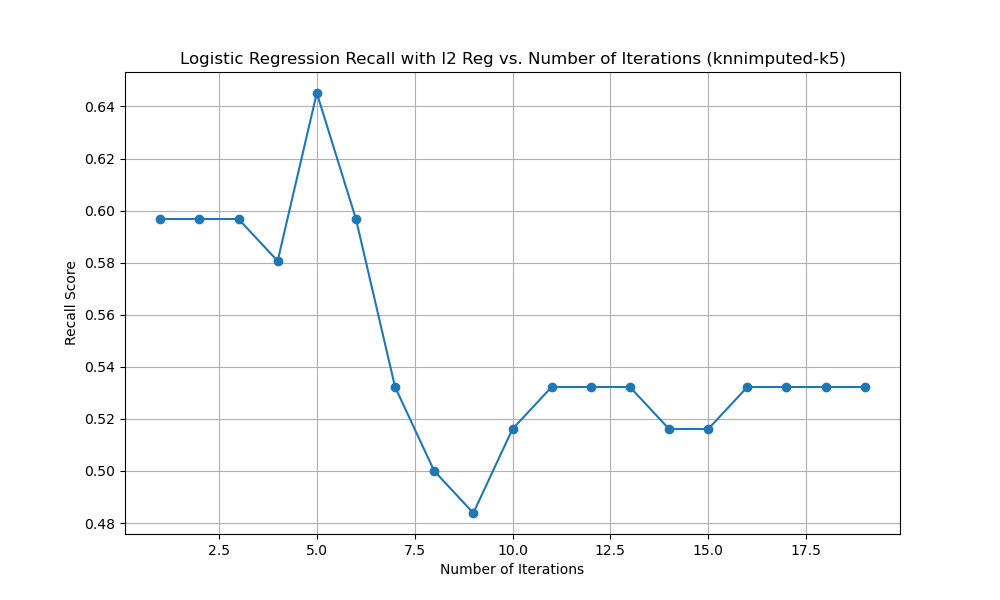 Logistic Regression Recall with l2 Reg vs. Number of Iterations (knnimputed-k5)
0.64
0.62
0.60
0.58
0.56
0.54
0.52
0.50
0.48
Recall Score
2.5 5.0 7.5 10.0 12.5 15.0 17.5
Number of Iterations